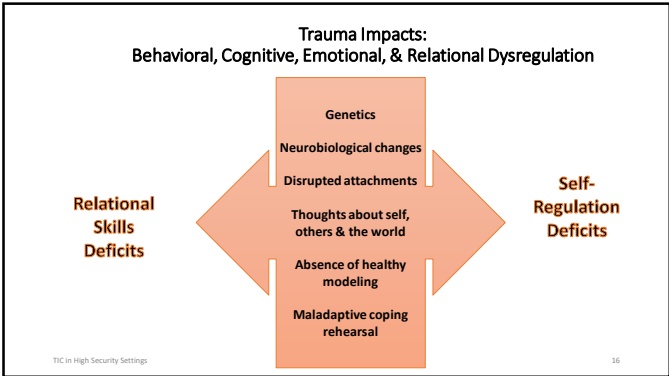 Trauma Impacts:
Behavioral, Cognitive, Emotional, & Relational Dysregulation
Genetics
Neurobiological changes
Disrupted attachments
Thoughts about self,
others & the world
Absence of healthy
modeling
Maladaptive coping
rehearsal
Relational
Skills
Deficits
Self-
Regulation
Deficits
TIC in High Security Settings
16